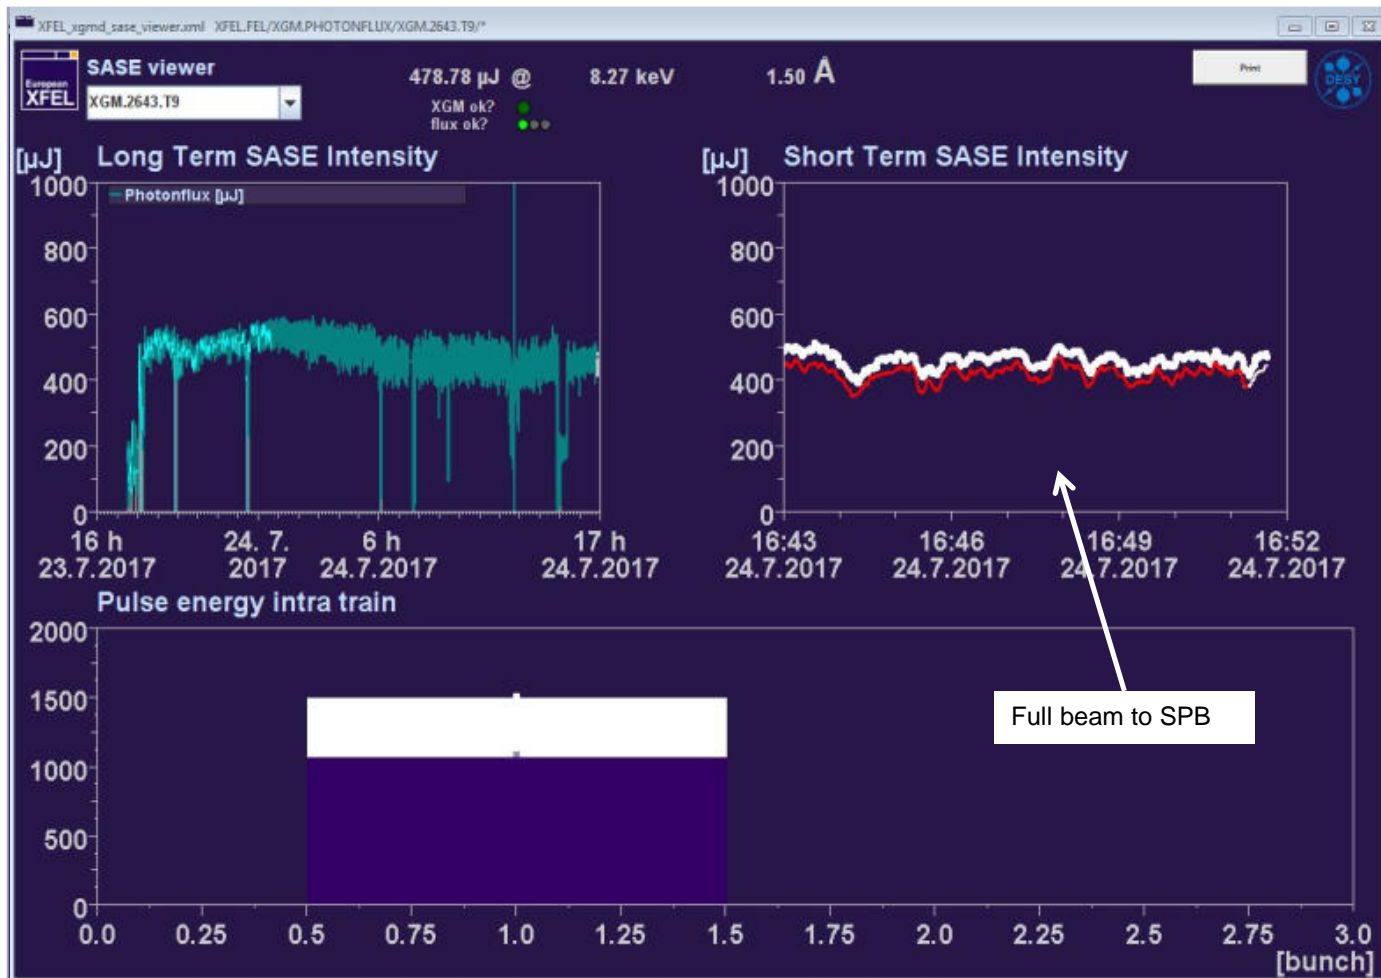 XFEL_xgmd_sase_viewer.xml XFEL.FEL/XGM.PHOTONFLUX/XGM.2643.T9/*
European
XFEL
SASE viewer
XGM.2643.T9
478.78 µJ @ 8.27 keV 1.50 Å
XGM ok?
flux ok?
Print
DESY
[µJ] Long Term SASE Intensity
1000
800
600
400
200
0
Photonflux [µJ]
16 h 24. 7. 6 h 17 h
23.7.2017 2017 24.7.2017 24.7.2017
[µJ] Short Term SASE Intensity
1000
800
600
400
200
0
16:43 16:46 16:49 16:52
24.7.2017 24.7.2017 24.7.2017 24.7.2017
Full beam to SPB
Pulse energy intra train
2000
1500
1000
500
0
0.0 0.25 0.5 0.75 1.0 1.25 1.5 1.75 2.0 2.25 2.5 2.75 3.0
[bunch]